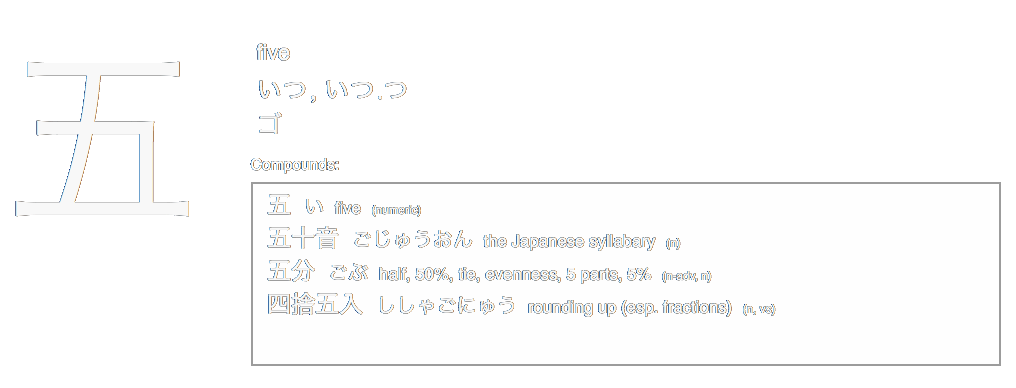 五
five
いつ, いつ.つ
ゴ
Compounds:
五 い five (numeric)
五十音 ごじゅうおん the Japanese syllabary (n)
五分 ごぶ half, 50%, tie, evenness, 5 parts, 5% (n-adv, n)
四捨五入 ししゃごにゅう rounding up (esp. fractions) (n, vs)